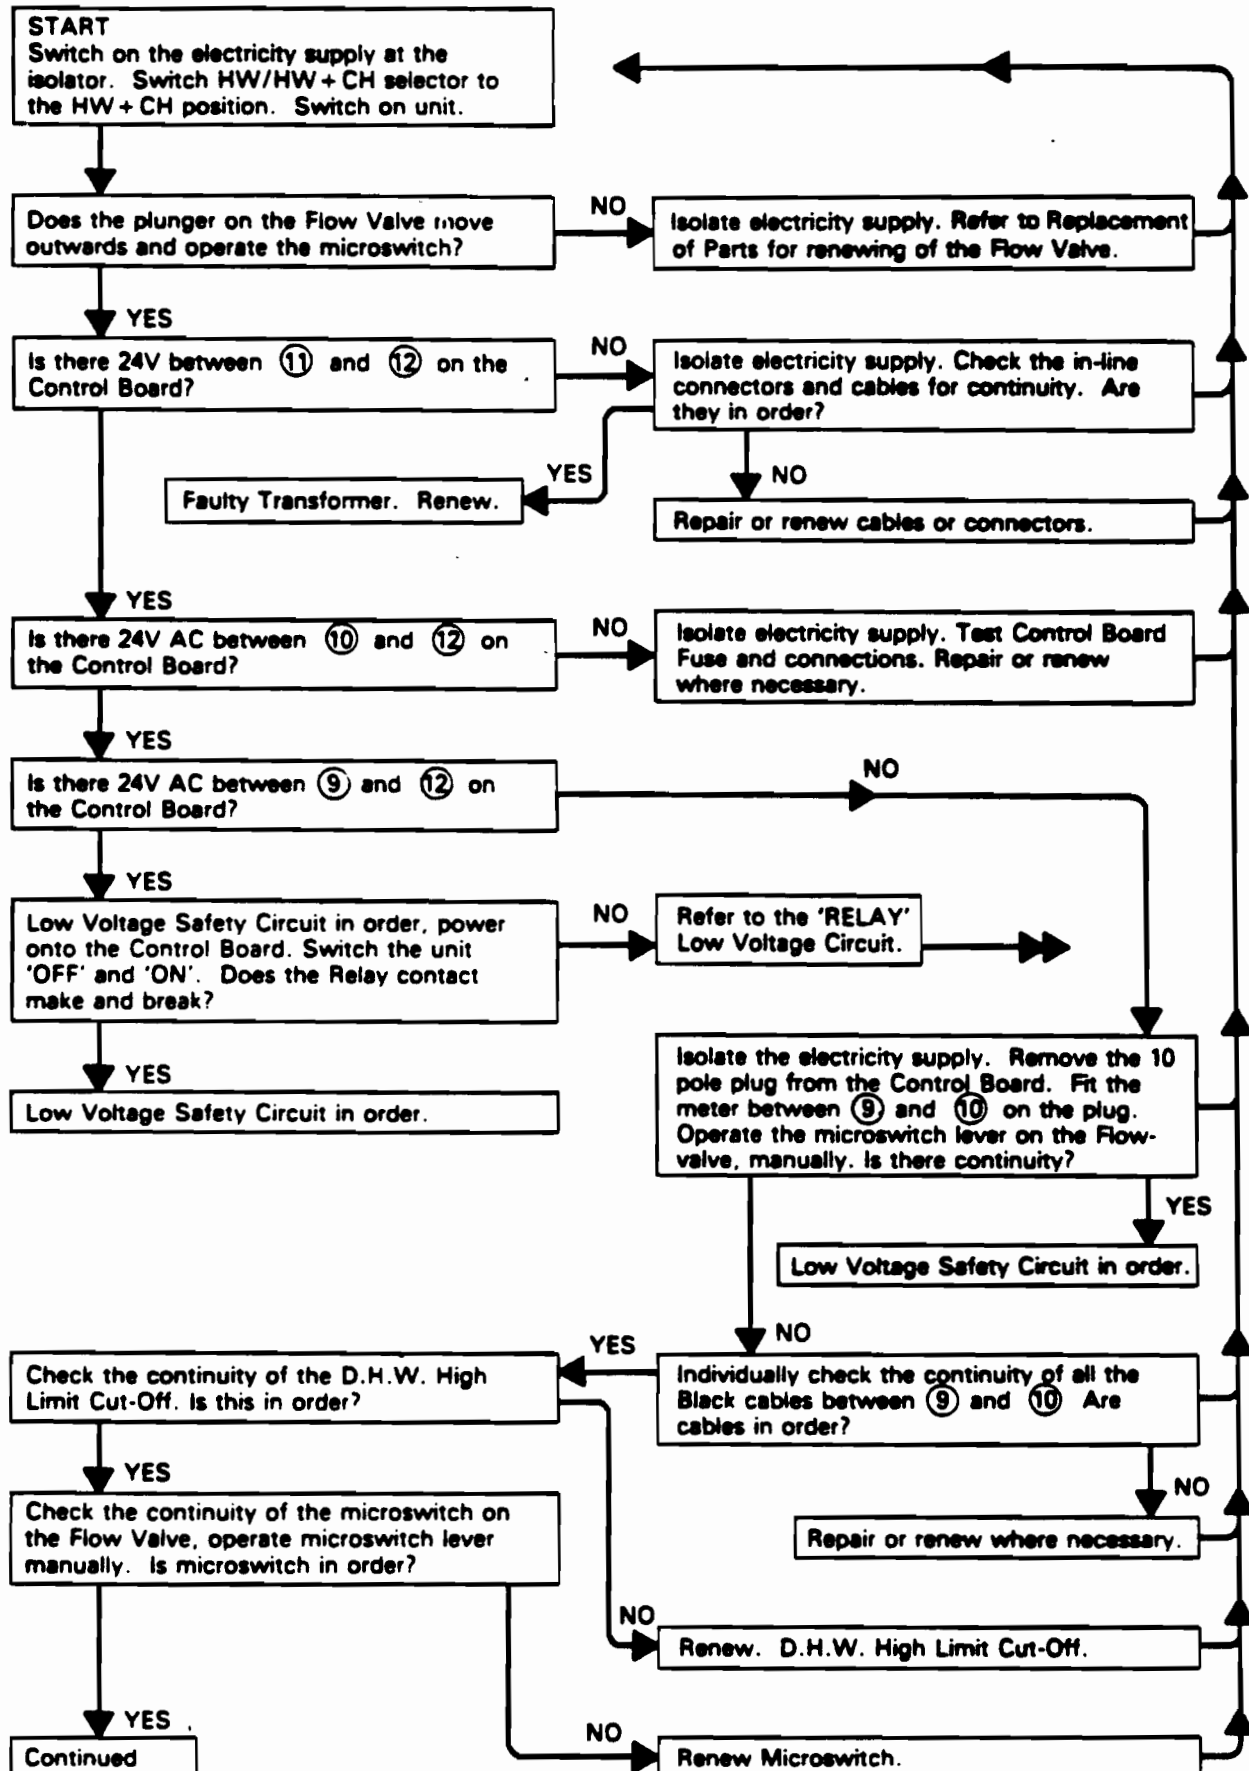 START
Switch on the electricity supply at the
isolator. Switch HW/HW + CH selector to
the HW + CH position. Switch on unit.
Does the plunger on the Flow Valve move
outwards and operate the microswitch?
NO
Isolate electricity supply. Refer to Replacement
of Parts for renewing of the Flow Valve.
YES
Is there 24V between ⑪ and ⑫ on the
Control Board?
NO
Isolate electricity supply. Check the in-line
connectors and cables for continuity. Are
they in order?
YES
Faulty Transformer. Renew.
NO
Repair or renew cables or connectors.
YES
Is there 24V AC between ⑩ and ⑫ on
the Control Board?
NO
Isolate electricity supply. Test Control Board
Fuse and connections. Repair or renew
where necessary.
YES
Is there 24V AC between ⑨ and ⑫ on
the Control Board?
NO
YES
Low Voltage Safety Circuit in order, power
onto the Control Board. Switch the unit
'OFF' and 'ON'. Does the Relay contact
make and break?
NO
Refer to the 'RELAY'
Low Voltage Circuit.
YES
Low Voltage Safety Circuit in order.
Isolate the electricity supply. Remove the 10
pole plug from the Control Board. Fit the
meter between ⑨ and ⑩ on the plug.
Operate the microswitch lever on the Flow-
valve, manually. Is there continuity?
YES
Low Voltage Safety Circuit in order.
NO
Individually check the continuity of all the
Black cables between ⑨ and ⑩ Are
cables in order?
YES
Check the continuity of the D.H.W. High
Limit Cut-Off. Is this in order?
NO
Repair or renew where necessary.
YES
Check the continuity of the microswitch on
the Flow Valve, operate microswitch lever
manually. Is microswitch in order?
NO
Renew. D.H.W. High Limit Cut-Off.
YES
Continued
NO
Renew Microswitch.